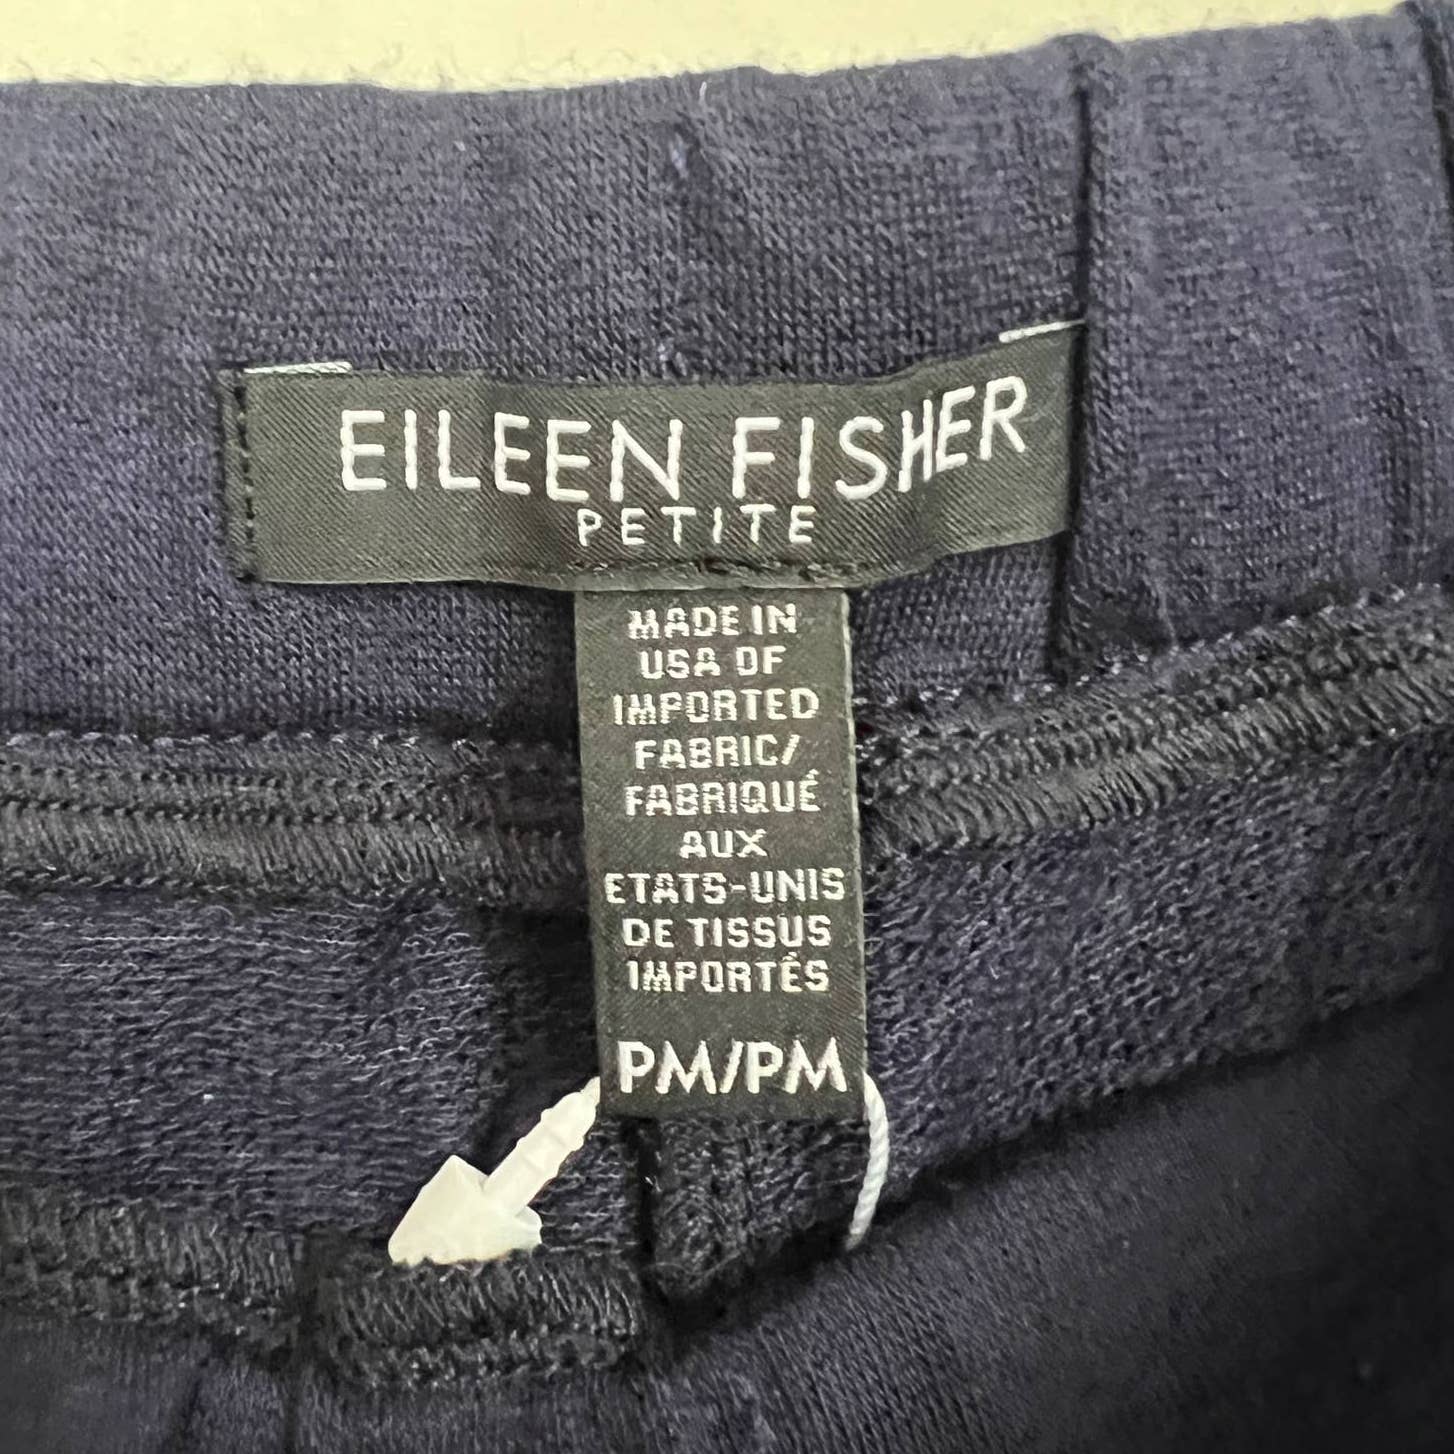 EILEEN FISHER
PETITE
MADE IN
USA OF
IMPORTED
FABRIC/
FABRIQUÉ
AUX
ETATS-UNIS
DE TISSUS
IMPORTÉS
PM/PM